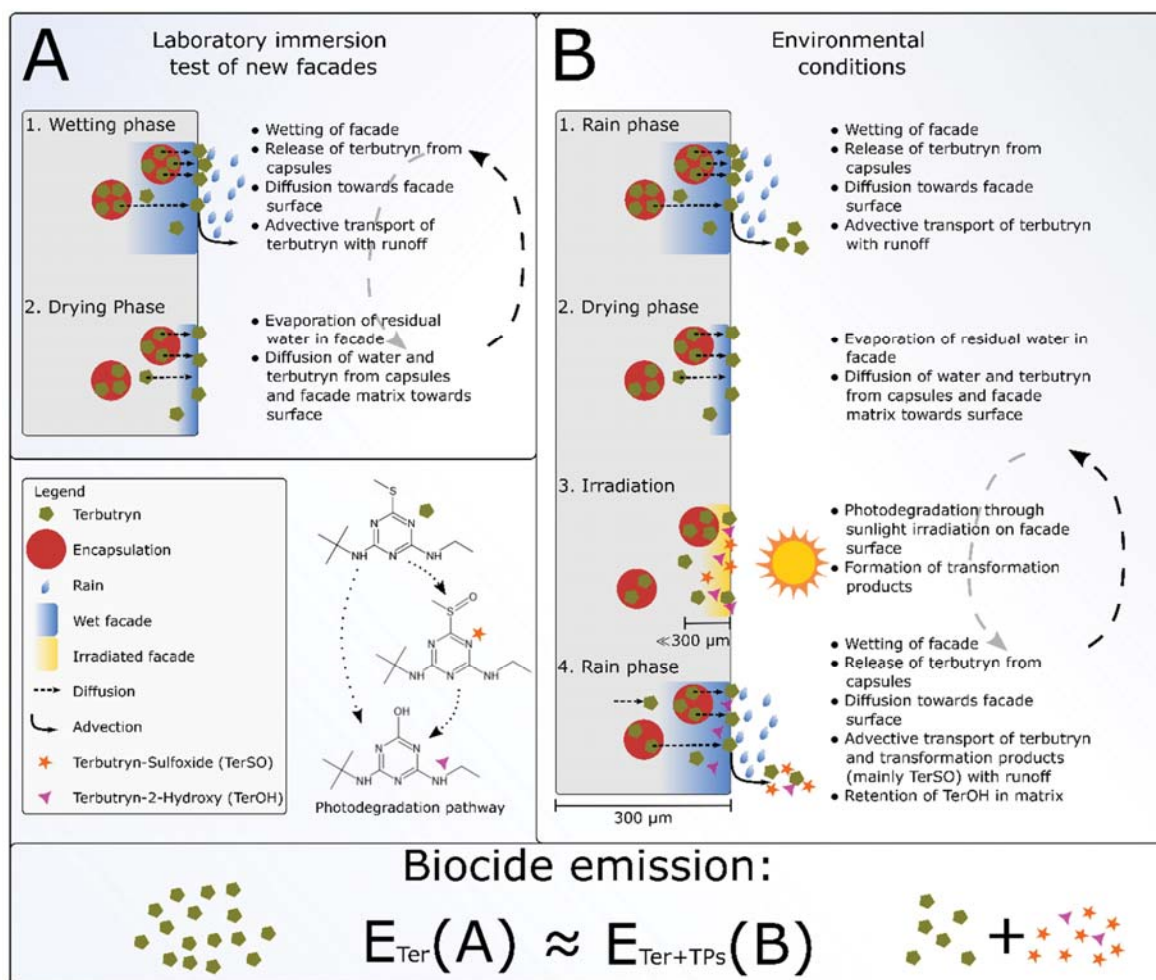 A
Laboratory immersion
test of new facades
1. Wetting phase
• Wetting of facade
• Release of terbutryn from
capsules
• Diffusion towards facade
surface
• Advective transport of
terbutryn with runoff
2. Drying Phase
• Evaporation of residual
water in facade
• Diffusion of water and
terbutryn from capsules
and facade matrix towards
surface
Legend
Terbutryn
Encapsulation
Rain
Wet facade
Irradiated facade
Diffusion
Advection
Terbutryn-Sulfoxide (TerSO)
Terbutryn-2-Hydroxy (TerOH)
S
N N
NH N NH
S O
N N
NH N NH
OH
N N
NH N NH
Photodegradation pathway
B
Environmental
conditions
1. Rain phase
• Wetting of facade
• Release of terbutryn from
capsules
• Diffusion towards facade
surface
• Advective transport of terbutryn
with runoff
2. Drying phase
• Evaporation of residual water in
facade
• Diffusion of water and terbutryn
from capsules and facade
matrix towards surface
3. Irradiation
• Photodegradation through
sunlight irradiation on facade
surface
• Formation of transformation
products
≪300 µm
4. Rain phase
• Wetting of facade
• Release of terbutryn from
capsules
• Diffusion towards facade
surface
• Advective transport of terbutryn
and transformation products
(mainly TerSO) with runoff
• Retention of TerOH in matrix
300 µm
Biocide emission:
E_Ter(A) ≈ E_Ter+TPs(B)
+